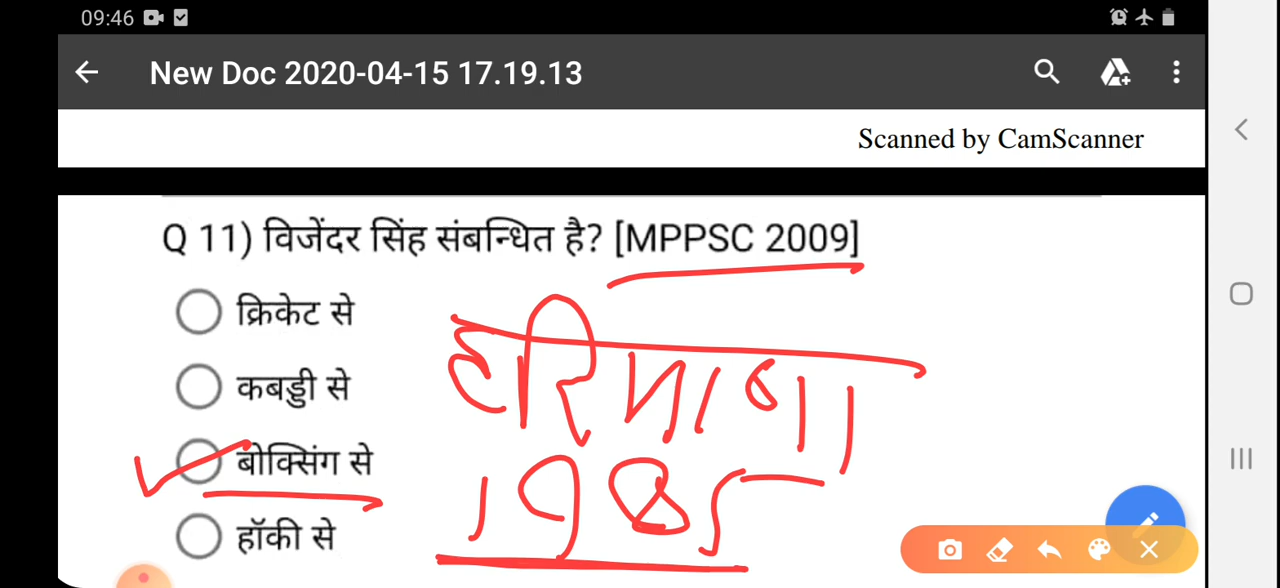 09:46
New Doc 2020-04-15 17.19.13
Scanned by CamScanner
Q 11) विजेंदर सिंह संबन्धित है? [MPPSC 2009]
क्रिकेट से
कबड्डी से
बोक्सिंग से
हॉकी से
हरियाणा
1985